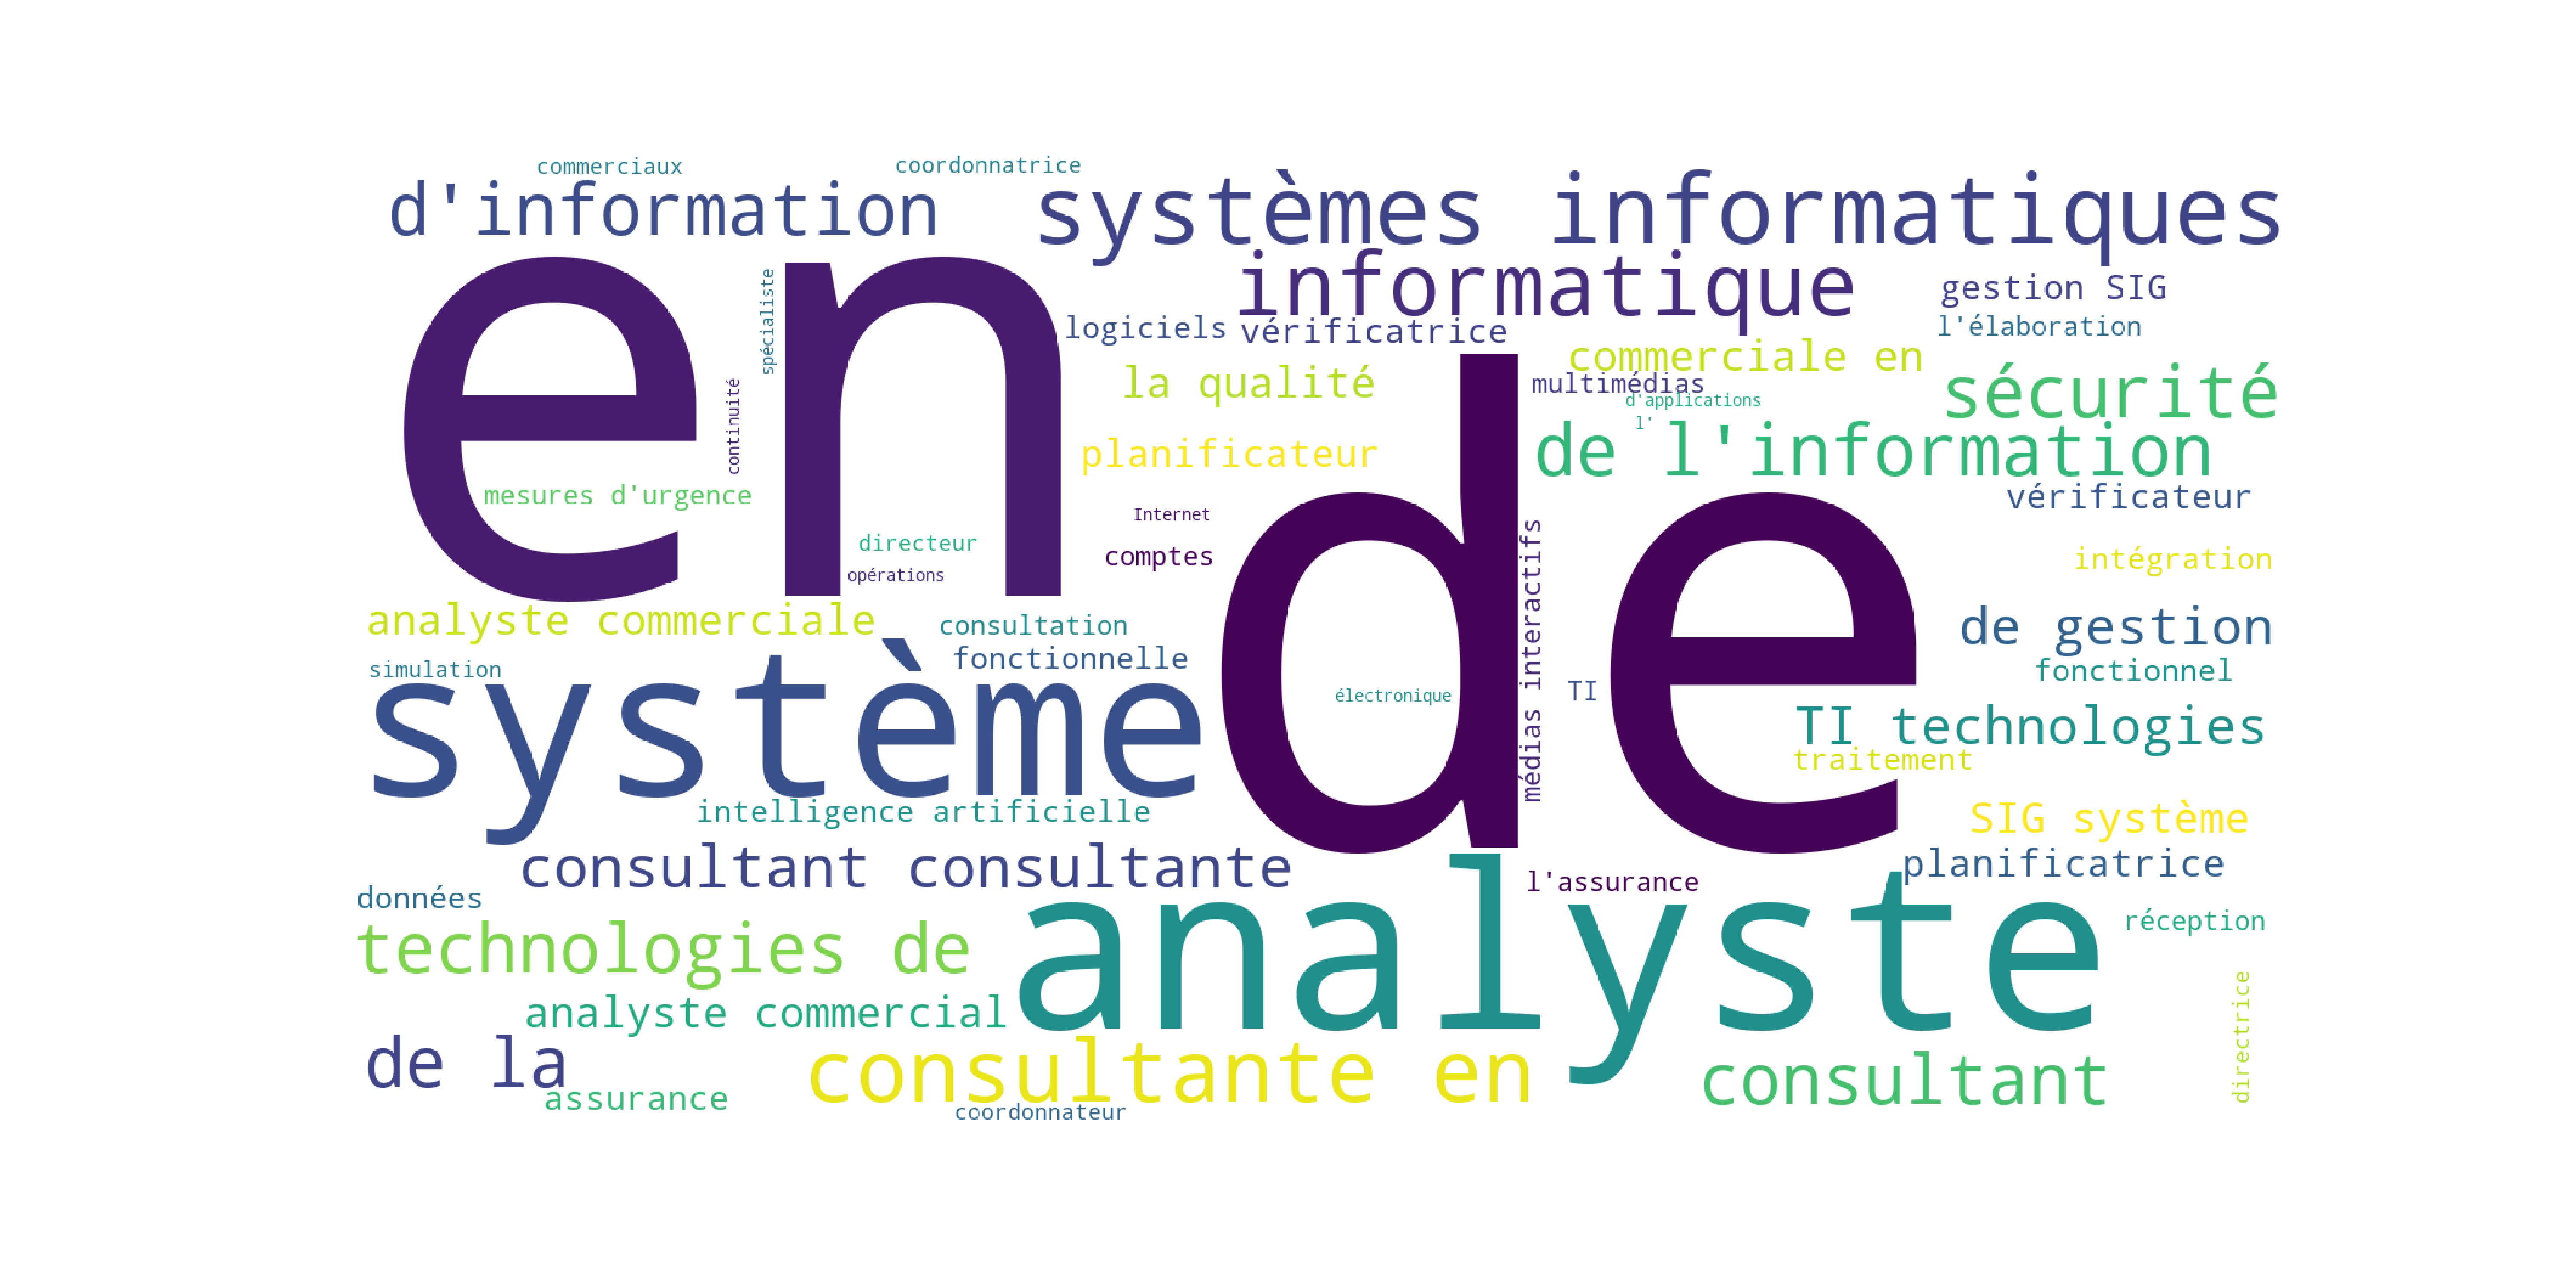 commerciaux
coordonnatrice
d'information
systèmes informatiques
en
informatique
gestion SIG
spécialiste
logiciels
vérificatrice
l'élaboration
commerciale en
la qualité
multimédias
sécurité
continuité
d'applications
l'
de
planificateur
de l'information
mesures d'urgence
vérificateur
Internet
directeur
comptes
intégration
opérations
médias interactifs
analyste commerciale
consultation
de gestion
fonctionnelle
simulation
fonctionnel
système
électronique
TI
TI technologies
traitement
intelligence artificielle
SIG système
consultant consultante
planificatrice
l'assurance
données
analyste
réception
technologies de
analyste commercial
directrice
de la
consultante en
consultant
assurance
coordonnateur